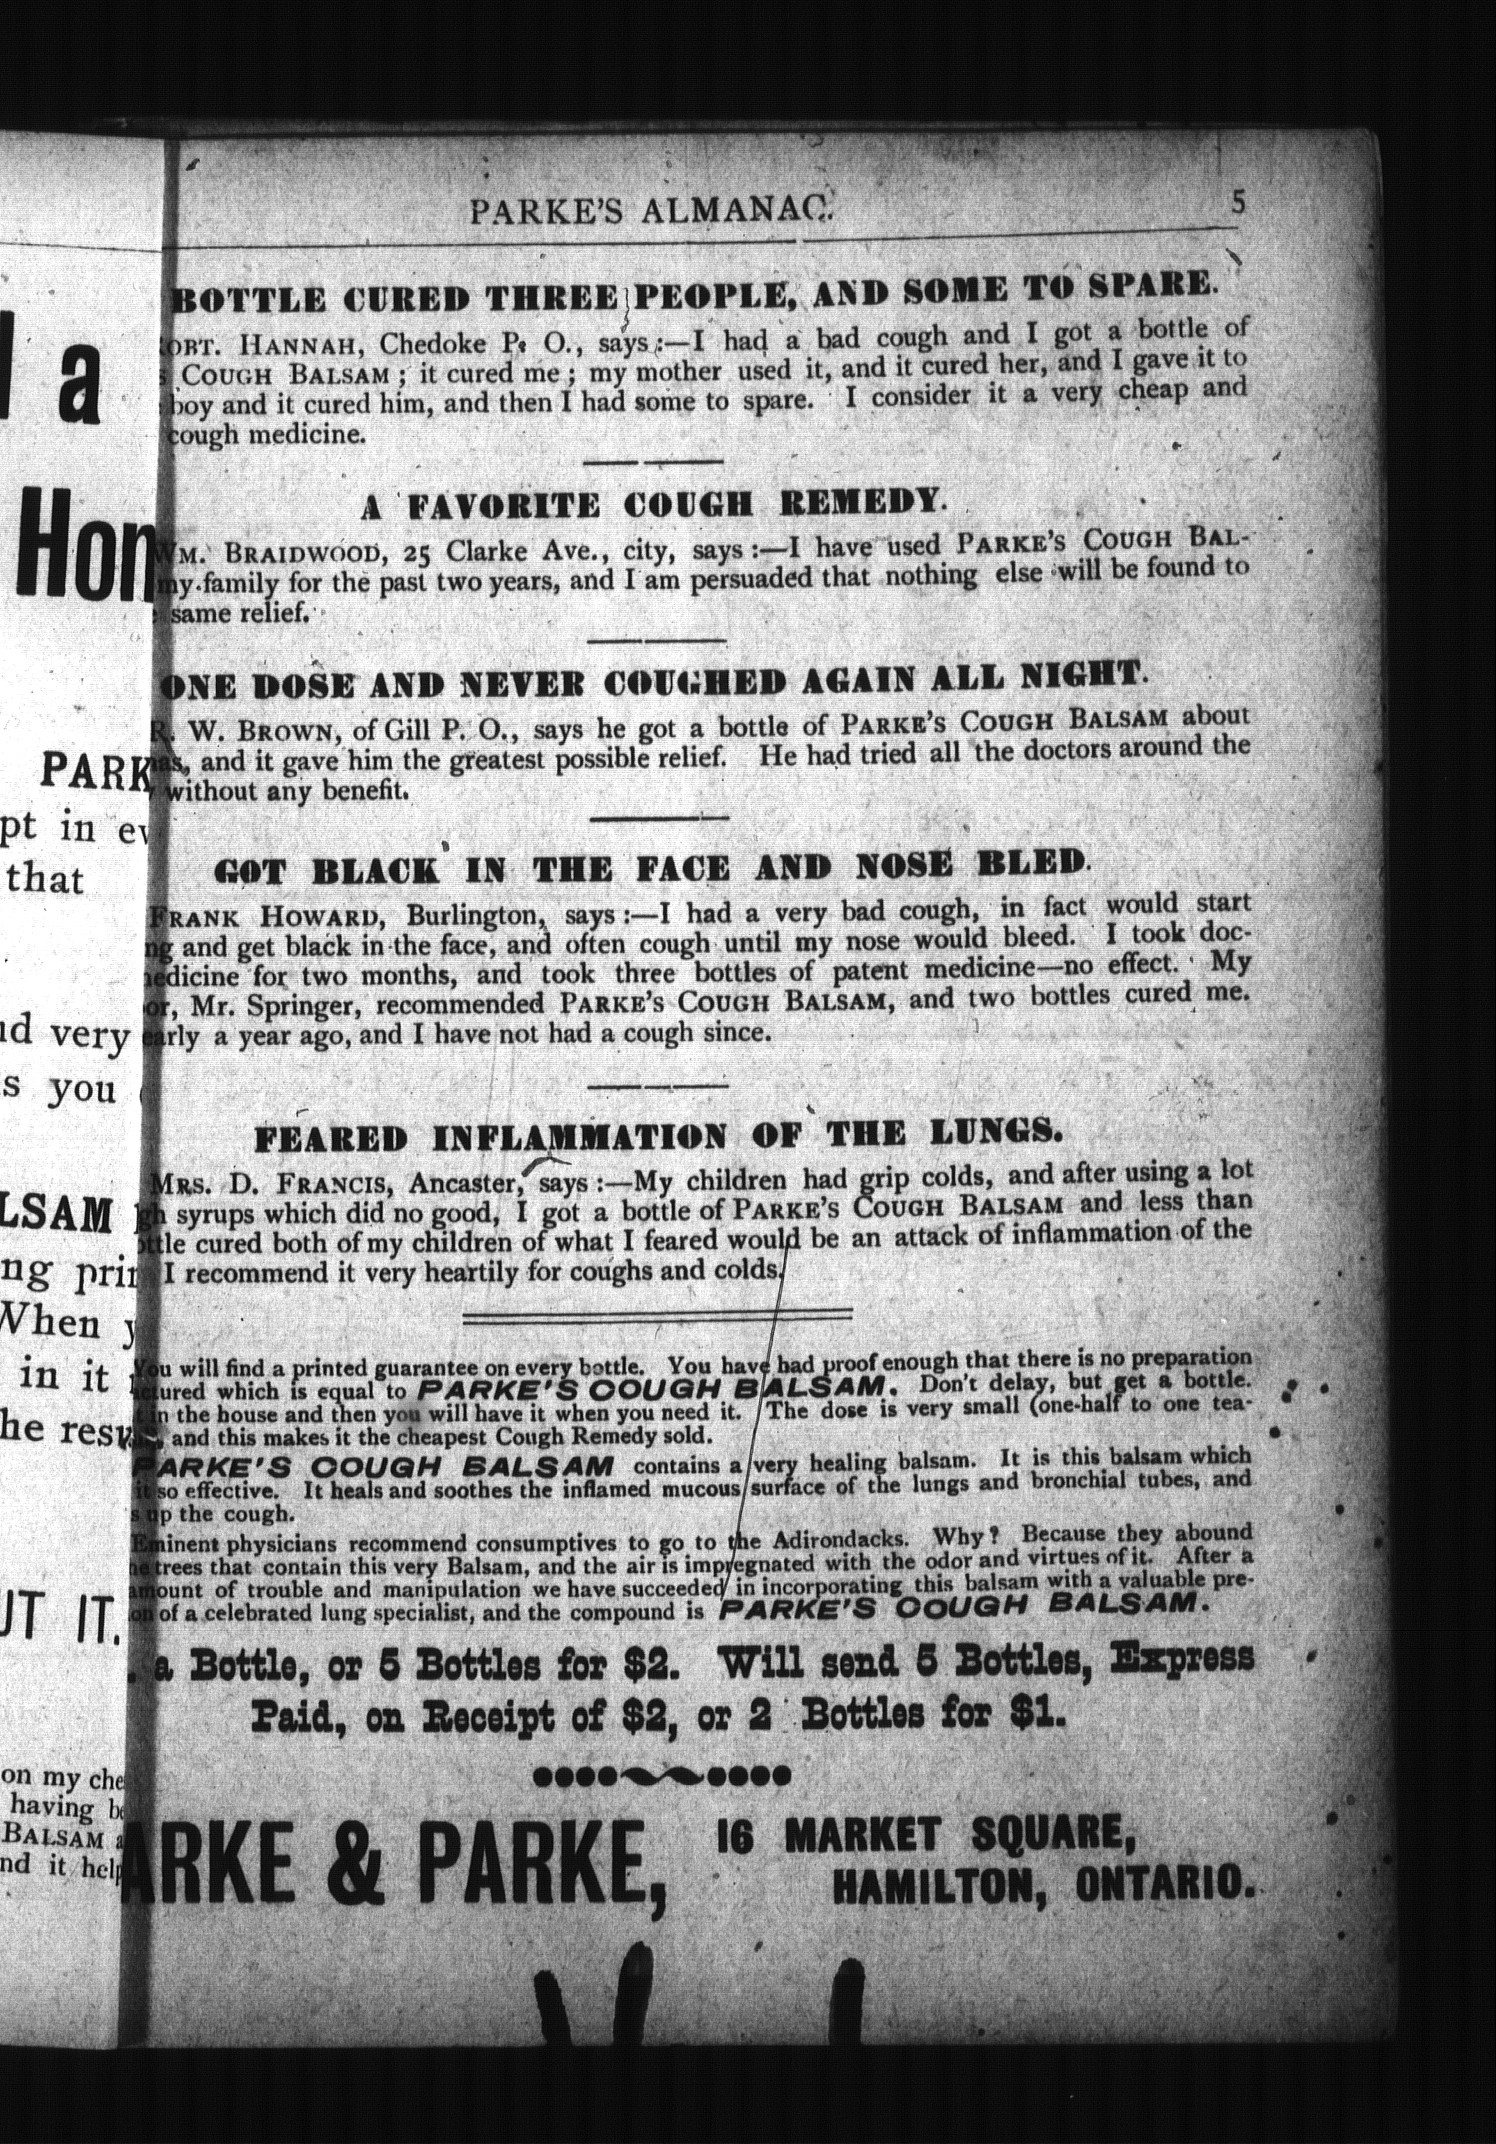 PARKE'S ALMANAC. 5
BOTTLE CURED THREE PEOPLE, AND SOME TO SPARE.
OBT. HANNAH, Chedoke P. O., says:—I had a bad cough and I got a bottle of
COUGH BALSAM; it cured me; my mother used it, and it cured her, and I gave it to
boy and it cured him, and then I had some to spare. I consider it a very cheap and
cough medicine.
A FAVORITE COUGH REMEDY.
WM. BRAIDWOOD, 25 Clarke Ave., city, says:—I have used PARKE'S COUGH BAL-
my family for the past two years, and I am persuaded that nothing else will be found to
same relief.
ONE DOSE AND NEVER COUGHED AGAIN ALL NIGHT.
R. W. BROWN, of Gill P. O., says he got a bottle of PARKE'S COUGH BALSAM about
as, and it gave him the greatest possible relief. He had tried all the doctors around the
without any benefit.
GOT BLACK IN THE FACE AND NOSE BLED.
FRANK HOWARD, Burlington, says:—I had a very bad cough, in fact would start
ng and get black in the face, and often cough until my nose would bleed. I took doc-
edicine for two months, and took three bottles of patent medicine—no effect. My
or, Mr. Springer, recommended PARKE'S COUGH BALSAM, and two bottles cured me.
early a year ago, and I have not had a cough since.
FEARED INFLAMMATION OF THE LUNGS.
MRS. D. FRANCIS, Ancaster, says:—My children had grip colds, and after using a lot
gh syrups which did no good, I got a bottle of PARKE'S COUGH BALSAM and less than
ottle cured both of my children of what I feared would be an attack of inflammation of the
I recommend it very heartily for coughs and colds.
You will find a printed guarantee on every bottle. You have had proof enough that there is no preparation
ctured which is equal to PARKE'S COUGH BALSAM. Don't delay, but get a bottle.
t in the house and then you will have it when you need it. The dose is very small (one-half to one tea-
and this makes it the cheapest Cough Remedy sold.
PARKE'S COUGH BALSAM contains a very healing balsam. It is this balsam which
it so effective. It heals and soothes the inflamed mucous surface of the lungs and bronchial tubes, and
s up the cough.
Eminent physicians recommend consumptives to go to the Adirondacks. Why? Because they abound
ne trees that contain this very Balsam, and the air is impregnated with the odor and virtues of it. After a
amount of trouble and manipulation we have succeeded in incorporating this balsam with a valuable pre-
on of a celebrated lung specialist, and the compound is PARKE'S COUGH BALSAM.
. a Bottle, or 5 Bottles for $2. Will send 5 Bottles, Express
Paid, on Receipt of $2, or 2 Bottles for $1.
ARKE & PARKE, 16 MARKET SQUARE,
HAMILTON, ONTARIO.
a
Hon
PARK
pt in ev
that
d very
s you
LSAM
ng prin
When y
in it
he resu
UT IT.
on my che
having be
BALSAM a
nd it help